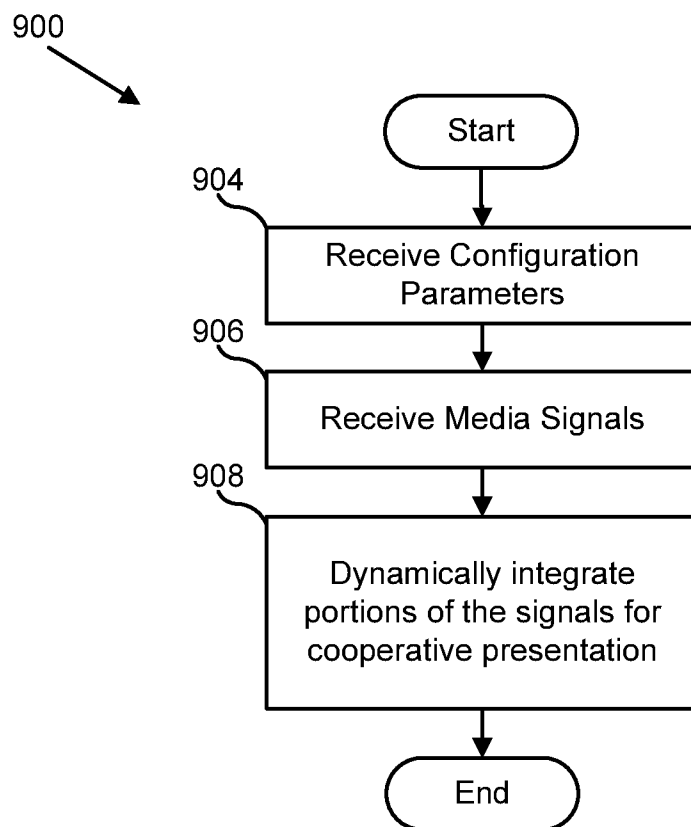 900
Start
904
Receive Configuration
Parameters
906
Receive Media Signals
908
Dynamically integrate
portions of the signals for
cooperative presentation
End